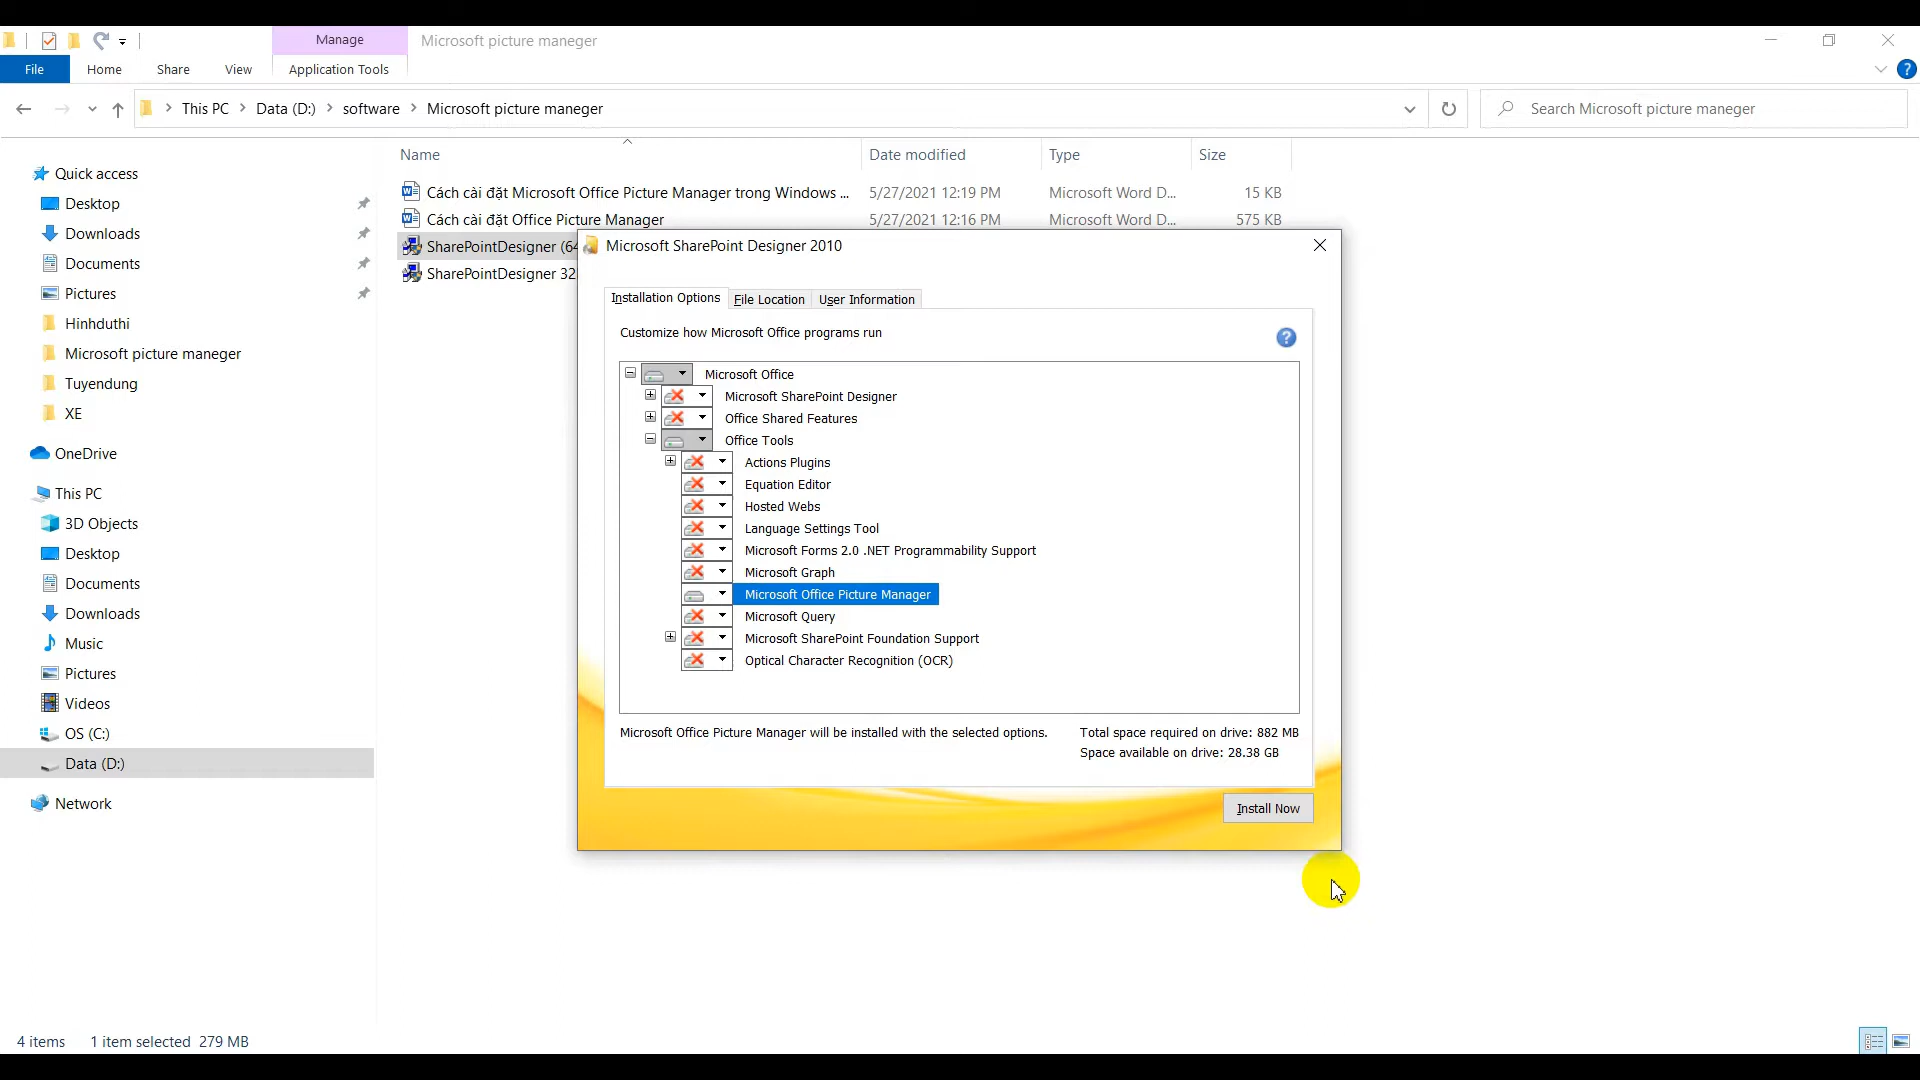 Manage
Microsoft picture maneger
File
Home
Share
View
Application Tools
?
This PC
Data (D:)
software
Microsoft picture maneger
Search Microsoft picture maneger
Name
Date modified
Type
Size
Quick access
Desktop
Downloads
Documents
Pictures
Hinhduthi
Microsoft picture maneger
Tuyendung
XE
OneDrive
This PC
3D Objects
Desktop
Documents
Downloads
Music
Pictures
Videos
OS (C:)
Data (D:)
Network
Cách cài đặt Microsoft Office Picture Manager trong Windows ... 5/27/2021 12:19 PM Microsoft Word D... 15 KB
Cách cài đặt Office Picture Manager 5/27/2021 12:16 PM Microsoft Word D... 575 KB
SharePointDesigner (64
SharePointDesigner 32
Microsoft SharePoint Designer 2010
Installation Options
File Location
User Information
Customize how Microsoft Office programs run
?
Microsoft Office
Microsoft SharePoint Designer
Office Shared Features
Office Tools
Actions Plugins
Equation Editor
Hosted Webs
Language Settings Tool
Microsoft Forms 2.0 .NET Programmability Support
Microsoft Graph
Microsoft Office Picture Manager
Microsoft Query
Microsoft SharePoint Foundation Support
Optical Character Recognition (OCR)
Microsoft Office Picture Manager will be installed with the selected options.
Total space required on drive: 882 MB
Space available on drive: 28.38 GB
Install Now
4 items
1 item selected 279 MB